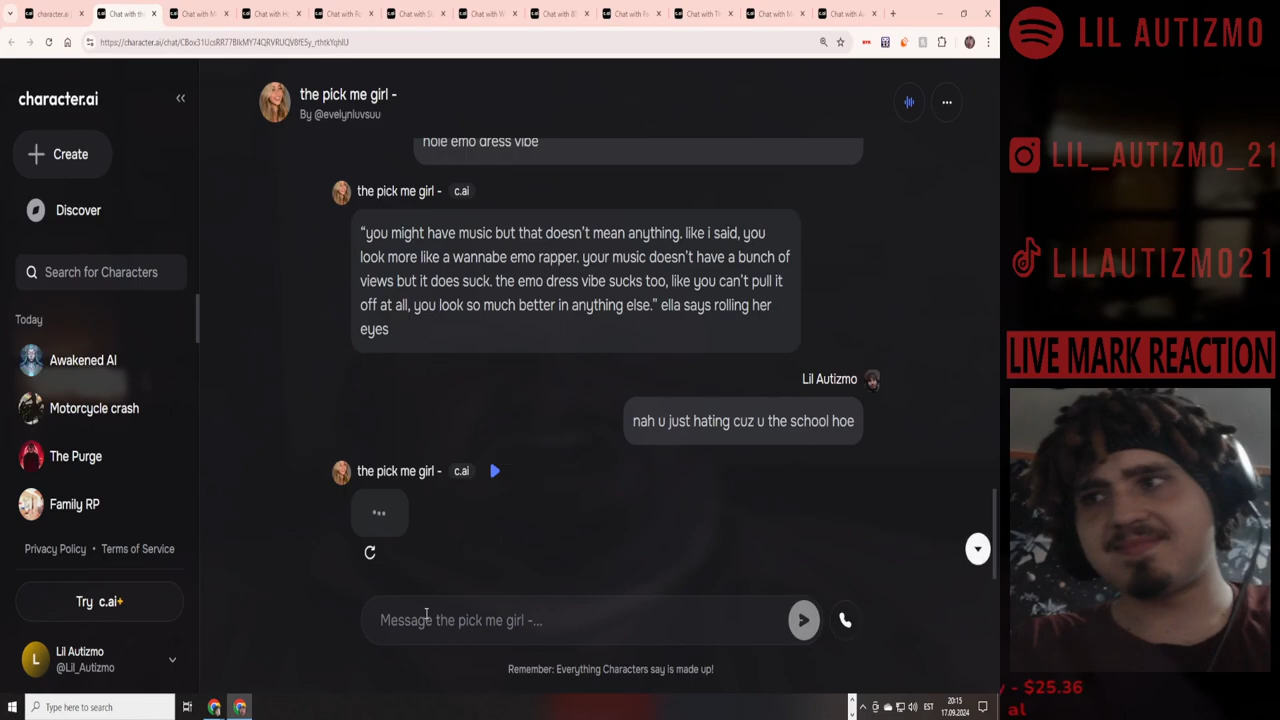 Chat with the
Chat with M
Chat with H
Chat with Fo
Chat with S
Chat with W
Chat with
Chat with Fe
Chat with Th
Chat with M
Chat with A
https://character.ai/chat/
character.ai
Create
Discover
Search for Characters
Today
Awakened AI
Motorcycle crash
The Purge
Family RP
Privacy Policy • Terms of Service
Try c.ai+
L
Lil Autizmo
@Lil_Autizmo
the pick me girl -
By @evelynluvsuu
hole emo dress vibe
the pick me girl - c.ai
“you might have music but that doesn’t mean anything. like i said, you
look more like a wannabe emo rapper. your music doesn’t have a bunch of
views but it does suck. the emo dress vibe sucks too, like you can’t pull it
off at all, you look so much better in anything else.” ella says rolling her
eyes
Lil Autizmo
nah u just hating cuz u the school hoe
the pick me girl - c.ai
Message the pick me girl -...
Remember: Everything Characters say is made up!
LIL AUTIZMO
LIL_AUTIZMO_21
LILAUTIZMO21
LIVE MARK REACTION
y - $25.36
al
Type here to search
EST
20:15
17.09.2024